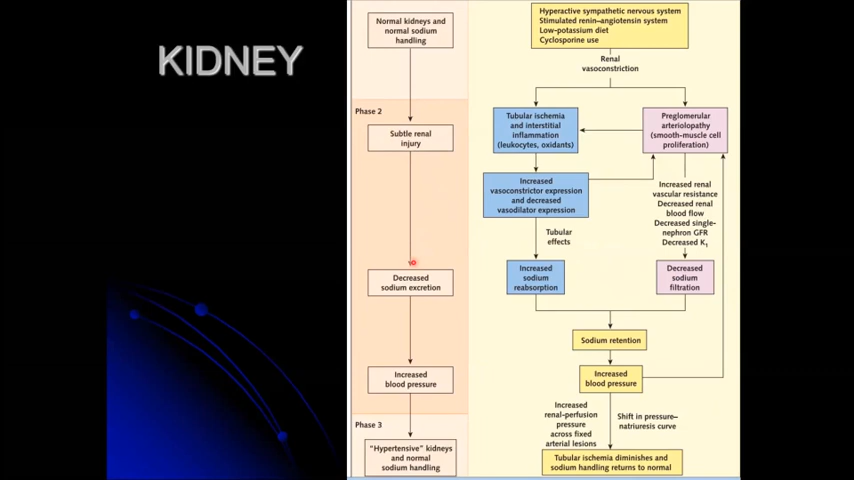 KIDNEY
Normal kidneys and
normal sodium
handling
Phase 2
Subtle renal
injury
Decreased
sodium excretion
Increased
blood pressure
Phase 3
"Hypertensive" kidneys
and normal
sodium handling
Hyperactive sympathetic nervous system
Stimulated renin–angiotensin system
Low-potassium diet
Cyclosporine use
Renal
vasoconstriction
Tubular ischemia
and interstitial
inflammation
(leukocytes, oxidants)
Preglomerular
arteriolopathy
(smooth-muscle cell
proliferation)
Increased
vasoconstrictor expression
and decreased
vasodilator expression
Increased renal
vascular resistance
Decreased renal
blood flow
Decreased single-
nephron GFR
Decreased Kf
Tubular
effects
Increased
sodium
reabsorption
Decreased
sodium
filtration
Sodium retention
Increased
blood pressure
Increased
renal-perfusion
pressure
across fixed
arterial lesions
Shift in pressure–
natriuresis curve
Tubular ischemia diminishes and
sodium handling returns to normal